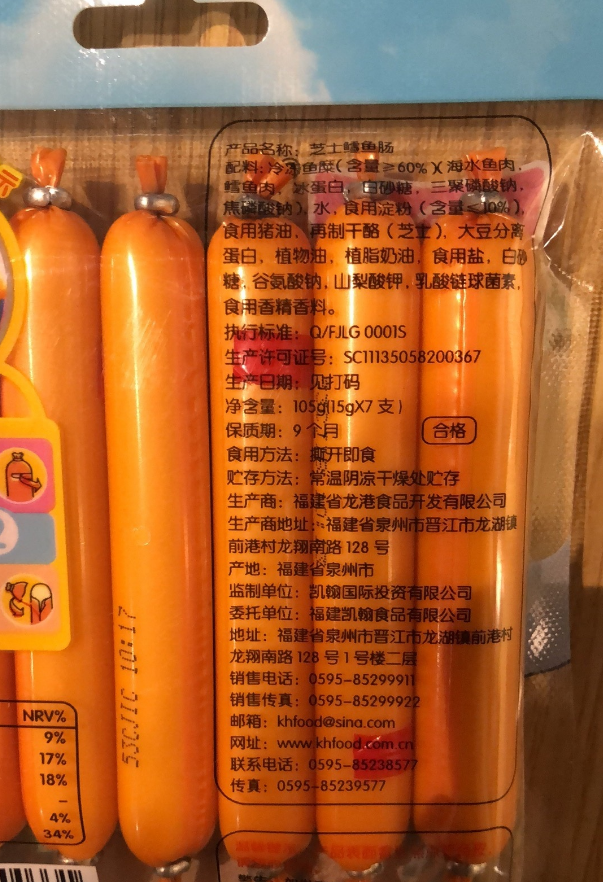 产品名称：芝士鳕鱼肠
配料：冷冻鱼糜(含量≥60%)(海水鱼肉，
鳕鱼肉，冰蛋白，白砂糖，三聚磷酸钠，
焦磷酸钠)，水，食用淀粉（含量≤10%），
食用猪油，再制干酪（芝士），大豆分离
蛋白，植物油，植脂奶油，食用盐，白砂
糖，谷氨酸钠，山梨酸钾，乳酸链球菌素，
食用香精香料。
执行标准：Q/FJLG 0001S
生产许可证号：SC11135058200367
生产日期：见打码
净含量：105g(15gX7 支)
保质期：9 个月
合格
食用方法：撕开即食
贮存方法：常温阴凉干燥处贮存
生产商：福建省龙港食品开发有限公司
生产商地址：福建省泉州市晋江市龙湖镇
前港村龙翔南路 128 号
产地：福建省泉州市
监制单位：凯翰国际投资有限公司
委托单位：福建凯翰食品有限公司
地址：福建省泉州市晋江市龙湖镇前港村
龙翔南路 128 号 1 号楼二层
销售电话：0595-85299911
销售传真：0595-85299922
邮箱：khfood@sina.com
网址：www.khfood.com.cn
联系电话：0595-85238577
传真：0595-85239577
NRV%
9%
17%
18%
–
4%
34%
53CJ1C 10:17